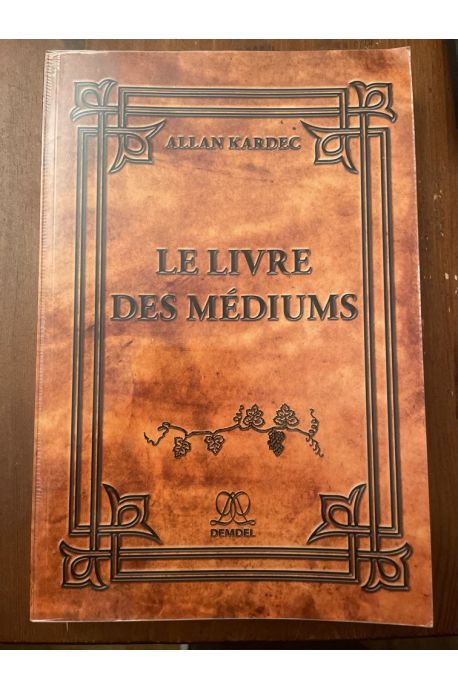 ALLAN KARDEC
LE LIVRE
DES MÉDIUMS
DEMDEL